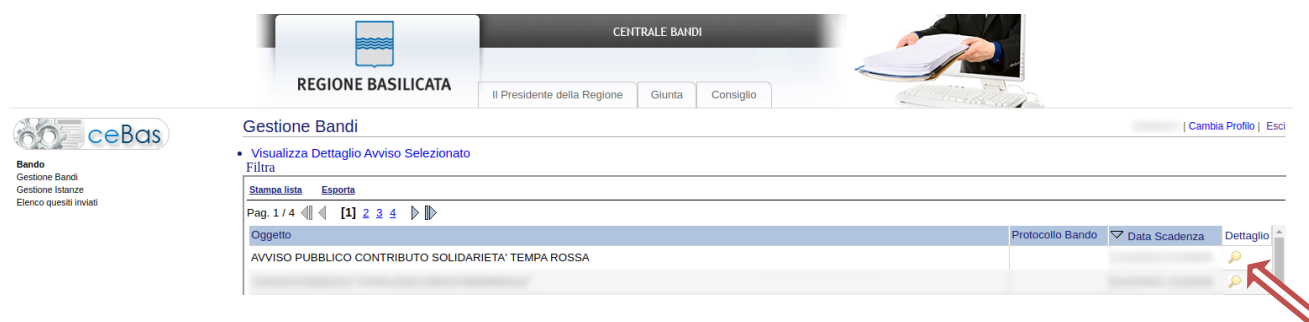 CENTRALE BANDI
REGIONE BASILICATA
Il Presidente della Regione Giunta Consiglio
ceBas
Gestione Bandi
| Cambia Profilo | Esci
Visualizza Dettaglio Avviso Selezionato
Bando
Filtra
Gestione Bandi
Gestione Istanze
Stampa lista Esporta
Elenco quesiti inviati
Pag. 1 / 4 [1] 2 3 4
Oggetto Protocollo Bando Data Scadenza Dettaglio
AVVISO PUBBLICO CONTRIBUTO SOLIDARIETA' TEMPA ROSSA